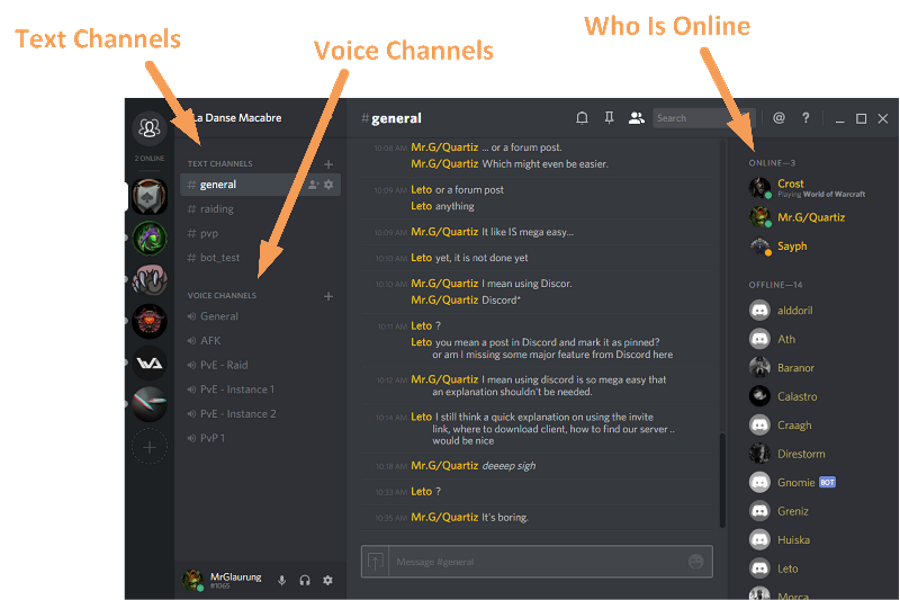 Text Channels
Voice Channels
Who Is Online
La Danse Macabre
#general
Search
@
?
2 ONLINE
TEXT CHANNELS
# general
# raiding
# pvp
# bot_test
VOICE CHANNELS
General
AFK
PvE - Raid
PvE - Instance 1
PvE - Instance 2
PvP 1
MrGlaurung
#1065
10:08 AM Mr.G/Quartiz ... or a forum post.
Mr.G/Quartiz Which might even be easier.
10:09 AM Leto or a forum post
Leto anything
10:09 AM Mr.G/Quartiz It like IS mega easy...
10:10 AM Leto yet, it is not done yet
10:10 AM Mr.G/Quartiz I mean using Discor.
Mr.G/Quartiz Discord*
10:11 AM Leto ?
Leto you mean a post in Discord and mark it as pinned?
or am I missing some major feature from Discord here
10:12 AM Mr.G/Quartiz I mean using discord is so mega easy that
an explanation shouldn't be needed.
10:14 AM Leto I still think a quick explanation on using the invite
link, where to download client, how to find our server ..
would be nice
10:18 AM Mr.G/Quartiz deeeep sigh
10:33 AM Leto ?
10:35 AM Mr.G/Quartiz It's boring.
Message #general
ONLINE—3
Crost
Playing World of Warcraft
Mr.G/Quartiz
Sayph
OFFLINE—14
alddoril
Ath
Baranor
Calastro
Craagh
Direstorm
Gnomie BOT
Greniz
Huiska
Leto
Morca